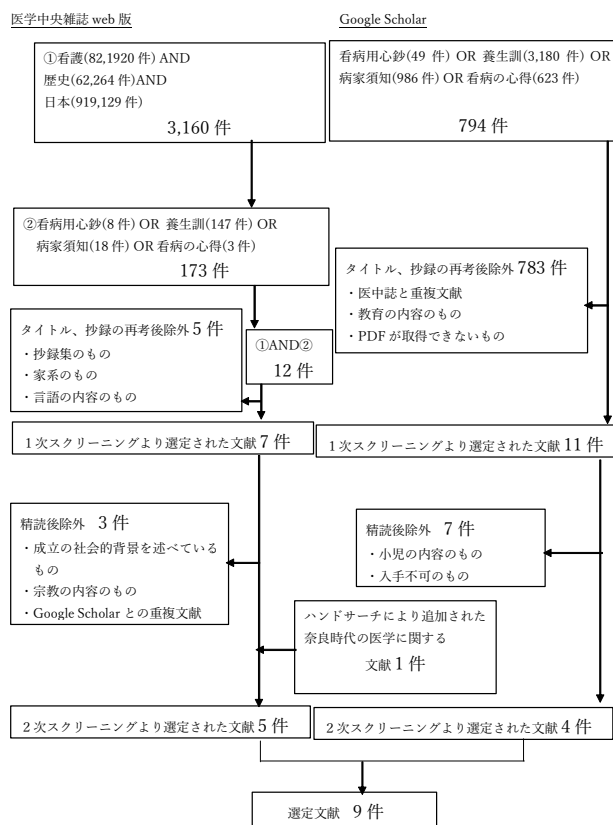 医学中央雑誌 web 版
①看護(82,1920 件) AND
歴史(62,264 件)AND
日本(919,129 件)
3,160 件
②看病用心鈔(8 件) OR 養生訓(147 件) OR
病家須知(18 件) OR 看病の心得(3 件)
173 件
タイトル、抄録の再考後除外 5 件
・抄録集のもの
・家系のもの
・言語の内容のもの
①AND②
12 件
1次スクリーニングより選定された文献 7 件
精読後除外 3 件
・成立の社会的背景を述べている
もの
・宗教の内容のもの
・Google Scholar との重複文献
Google Scholar
看病用心鈔(49 件) OR 養生訓(3,180 件) OR
病家須知(986 件) OR 看病の心得(623 件)
794 件
タイトル、抄録の再考後除外 783 件
・医中誌と重複文献
・教育の内容のもの
・PDF が取得できないもの
1次スクリーニングより選定された文献 11 件
精読後除外 7 件
・小児の内容のもの
・入手不可のもの
ハンドサーチにより追加された
奈良時代の医学に関する
文献 1 件
2次スクリーニングより選定された文献 5 件
2次スクリーニングより選定された文献 4 件
選定文献 9 件